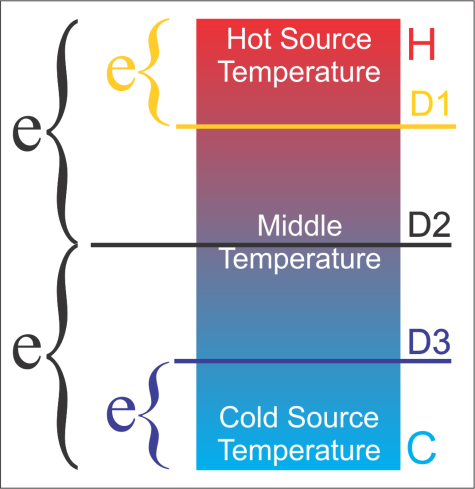 Hot Source
Temperature
H
e
D1
e
Middle
Temperature
D2
D3
e
e
Cold Source
Temperature
C